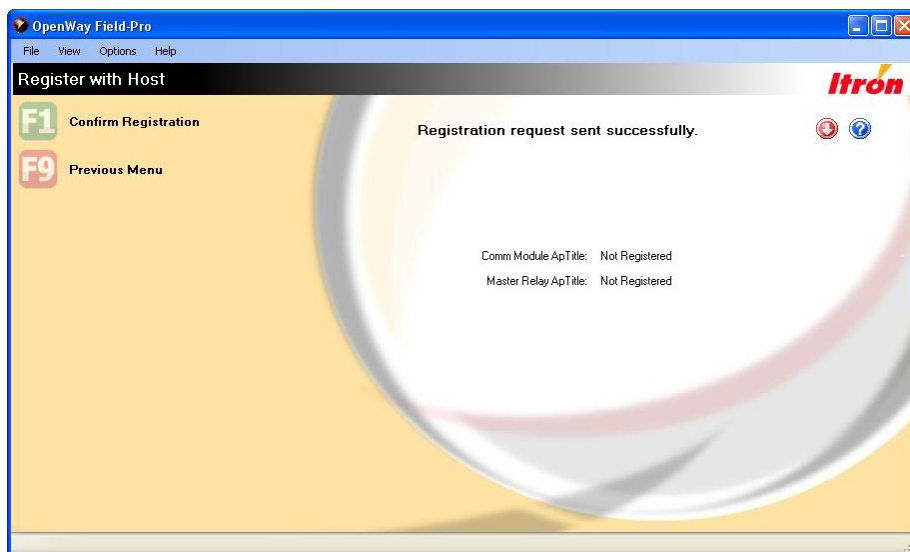 OpenWay Field-Pro
File View Options Help
Register with Host
Itrón
F1 Confirm Registration
Registration request sent successfully.
?
F9 Previous Menu
Comm Module ApTitle: Not Registered
Master Relay ApTitle: Not Registered